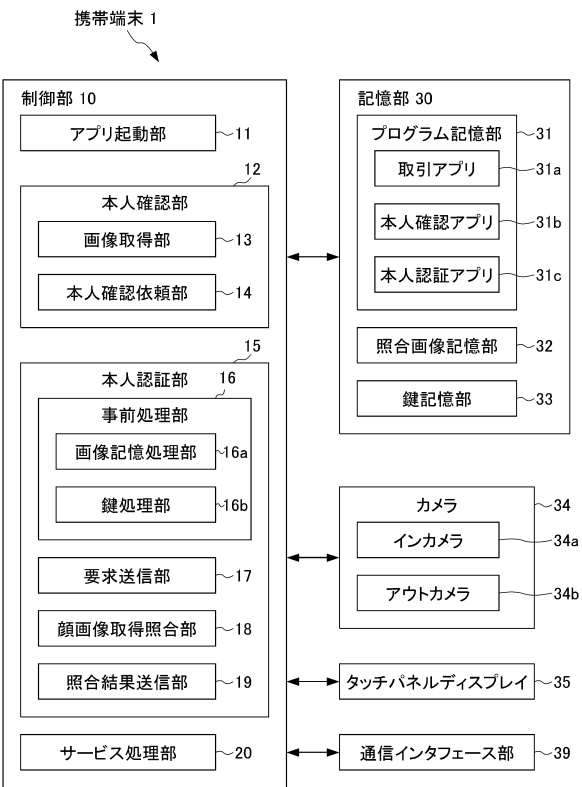 携帯端末 1
制御部 10
アプリ起動部 11
12
本人確認部
画像取得部 13
本人確認依頼部 14
15
本人認証部 16
事前処理部
画像記憶処理部 16a
鍵処理部 16b
要求送信部 17
顔画像取得照合部 18
照合結果送信部 19
サービス処理部 20
記憶部 30
プログラム記憶部 31
取引アプリ 31a
本人確認アプリ 31b
本人認証アプリ 31c
照合画像記憶部 32
鍵記憶部 33
カメラ 34
インカメラ 34a
アウトカメラ 34b
タッチパネルディスプレイ 35
通信インタフェース部 39